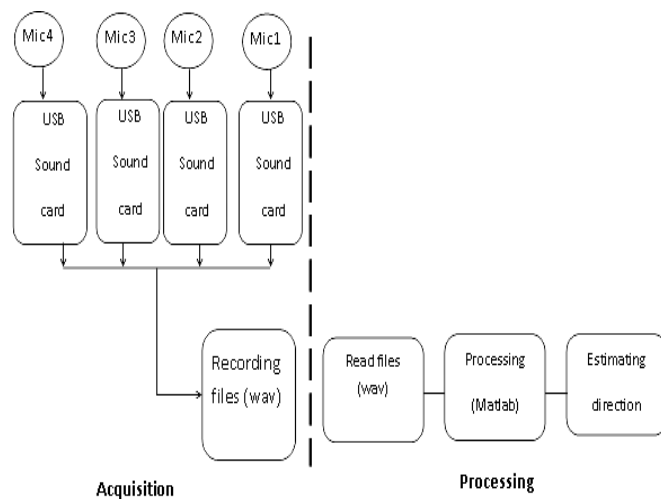 Mic4
Mic3
Mic2
Mic1
USB
Sound
card
USB
Sound
card
USB
Sound
card
USB
Sound
card
Recording
files (wav)
Read files
(wav)
Processing
(Matlab)
Estimating
direction
Acquisition
Processing